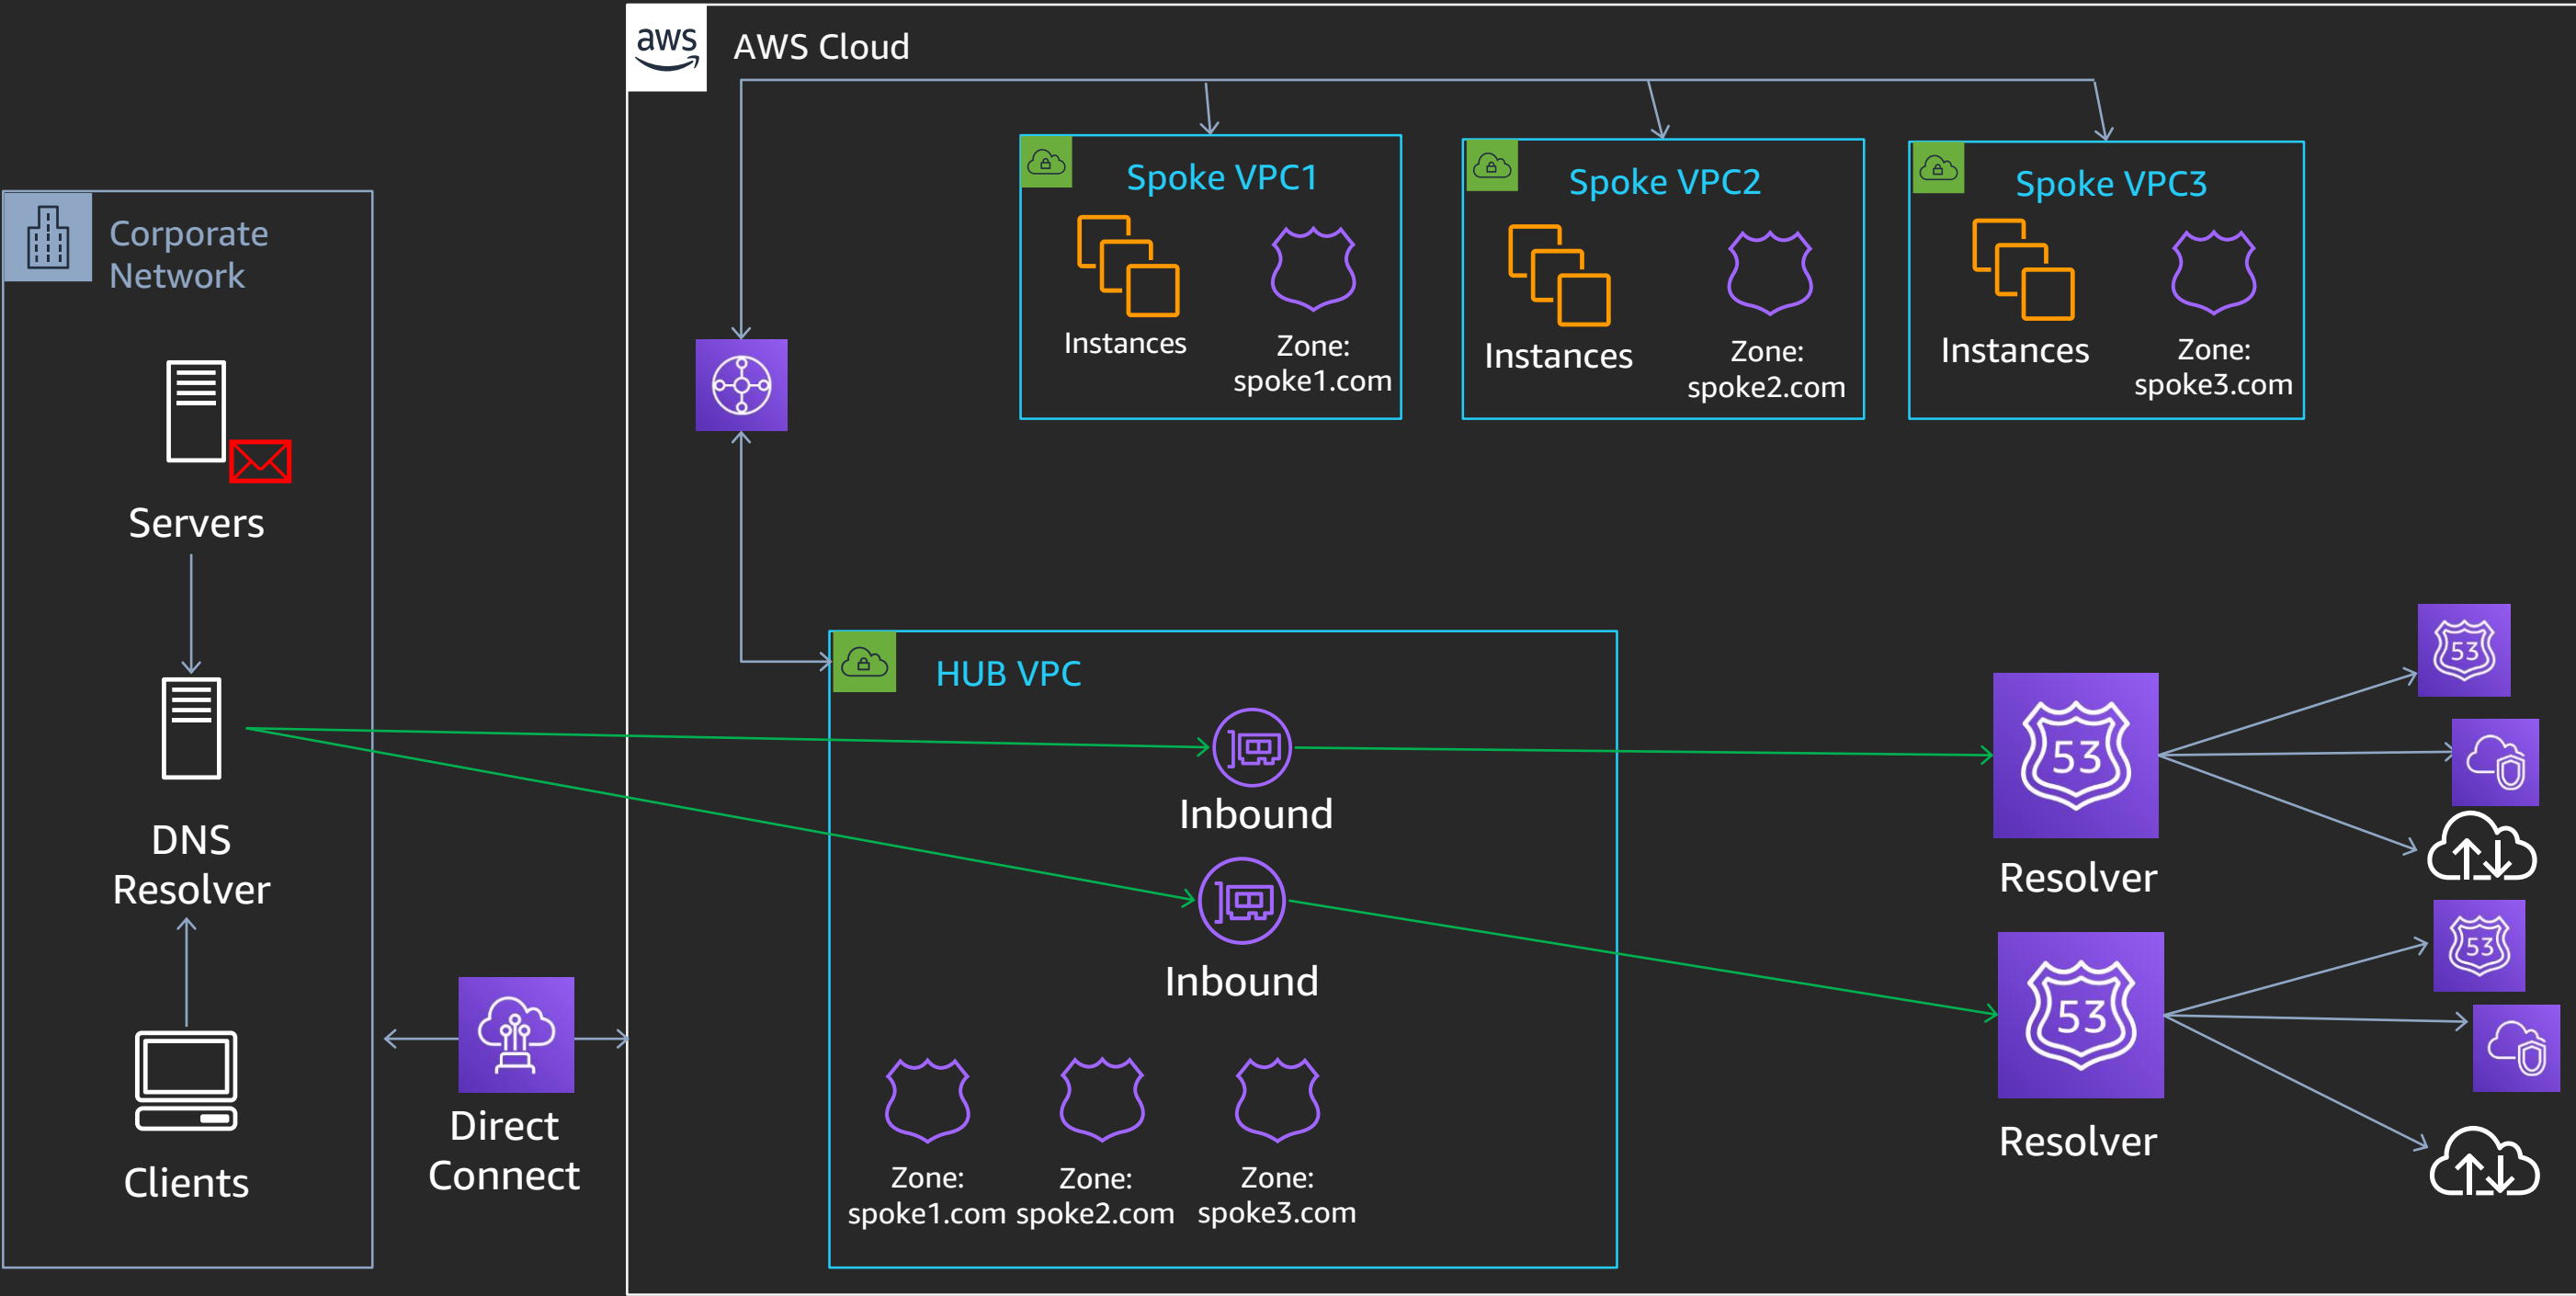 aws
AWS Cloud
Corporate
Network
Servers
DNS
Resolver
Clients
Direct
Connect
Spoke VPC1
Instances
Zone:
spoke1.com
Spoke VPC2
Instances
Zone:
spoke2.com
Spoke VPC3
Instances
Zone:
spoke3.com
HUB VPC
Inbound
Inbound
Zone:
spoke1.com
Zone:
spoke2.com
Zone:
spoke3.com
53
Resolver
53
53
Resolver
53